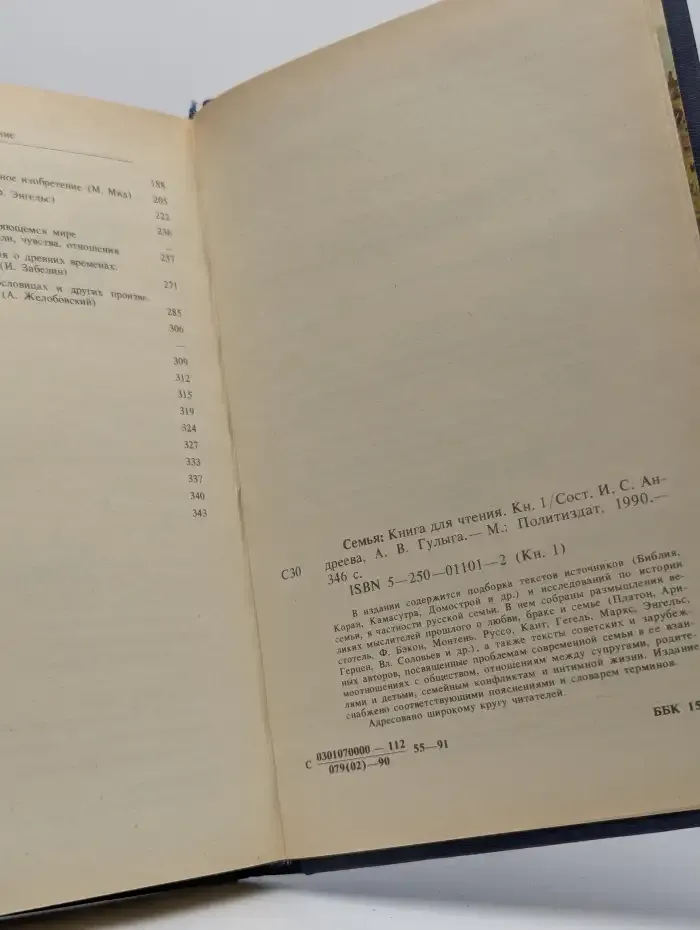 ние
ное изобретение (М. Мид) 188
Энгельс) 205
222
яющемся мире 236
ли, чувства, отношения —
я о древних временах. 257
(И. Забелин)
ословицах и других произве- 271
(А. Желобовский)
285
306
—
309
312
315
319
324
327
333
337
340
343
Семья: Книга для чтения. Кн. 1/Сост. И. С. Ан-
С30 дреева, А. В. Гулыга.— М.: Политиздат, 1990.—
346 с.
ISBN 5—250—01101—2 (Кн. 1)
В издании содержится подборка текстов источников (Библия,
Коран, Камасутра, Домострой и др.) и исследований по истории
семьи, в частности русской семьи. В нем собраны размышления ве-
ликих мыслителей прошлого о любви, браке и семье (Платон, Ари-
стотель, Ф. Бэкон, Монтень, Руссо, Кант, Гегель, Маркс, Энгельс,
Герцен, Вл. Соловьев и др.), а также тексты советских и зарубеж-
ных авторов, посвященные проблемам современной семьи в ее взаи-
моотношениях с обществом, отношениям между супругами, родите-
лями и детьми, семейным конфликтам и интимной жизни. Издание
снабжено соответствующими пояснениями и словарем терминов.
Адресовано широкому кругу читателей.
С 0301070000—112 55—91
079(02)—90
ББК 15